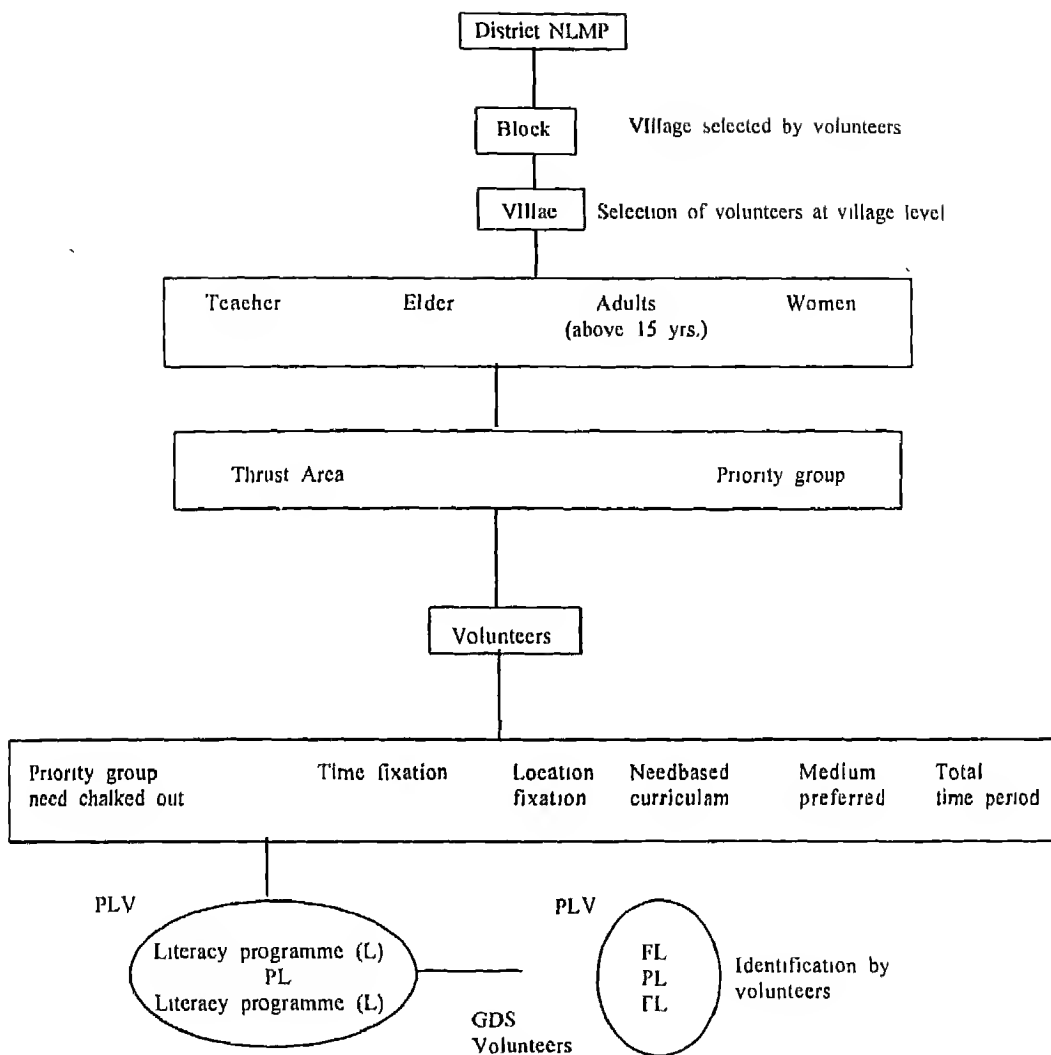 District NLMP
Block
Village selected by volunteers
Villae
Selection of volunteers at village level
Teacher Elder Adults Women
(above 15 yrs.)
Thrust Area Priority group
Volunteers
Priority group Time fixation Location Needbased Medium Total
need chalked out fixation curriculam preferred time period
PLV PLV
Literacy programme (L) FL
PL PL
Literacy programme (L) FL
Identification by
volunteers
GDS
Volunteers